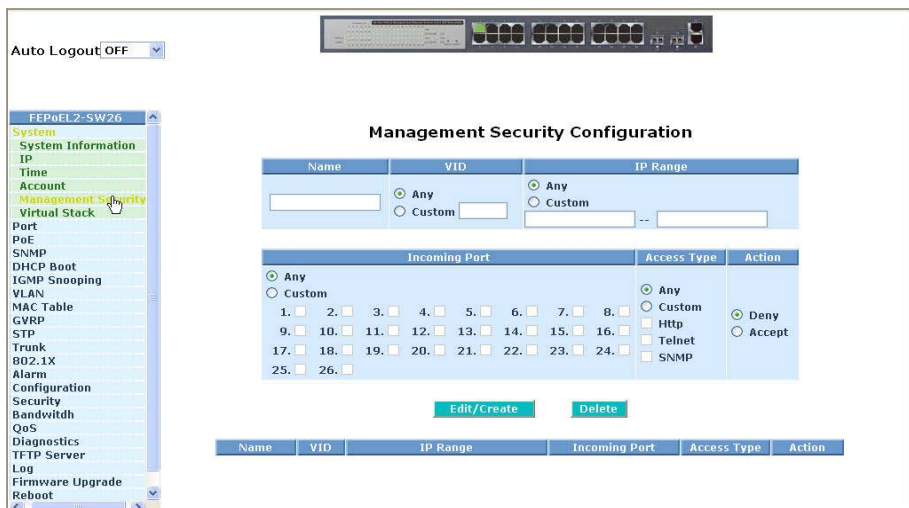 Auto Logout OFF
FEPoEL2-SW26
System
System Information
IP
Time
Account
Management Security
Virtual Stack
Port
PoE
SNMP
DHCP Boot
IGMP Snooping
VLAN
MAC Table
GVRP
STP
Trunk
802.1X
Alarm
Configuration
Security
Bandwitdh
QoS
Diagnostics
TFTP Server
Log
Firmware Upgrade
Reboot
Management Security Configuration
Name VID IP Range
Any
Custom
Any
Custom
--
Incoming Port Access Type Action
Any
Custom
1. 2. 3. 4. 5. 6. 7. 8.
9. 10. 11. 12. 13. 14. 15. 16.
17. 18. 19. 20. 21. 22. 23. 24.
25. 26.
Any
Custom
Http
Telnet
SNMP
Deny
Accept
Edit/Create Delete
Name VID IP Range Incoming Port Access Type Action